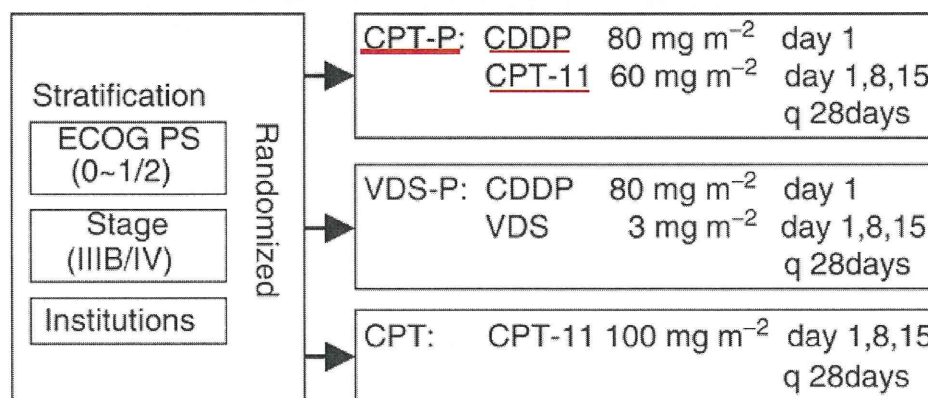 Stratification
ECOG PS
(0~1/2)
Stage
(IIIB/IV)
Institutions
Randomized
CPT-P: CDDP 80 mg m⁻² day 1
CPT-11 60 mg m⁻² day 1,8,15
q 28days
VDS-P: CDDP 80 mg m⁻² day 1
VDS 3 mg m⁻² day 1,8,15
q 28days
CPT: CPT-11 100 mg m⁻² day 1,8,15
q 28days